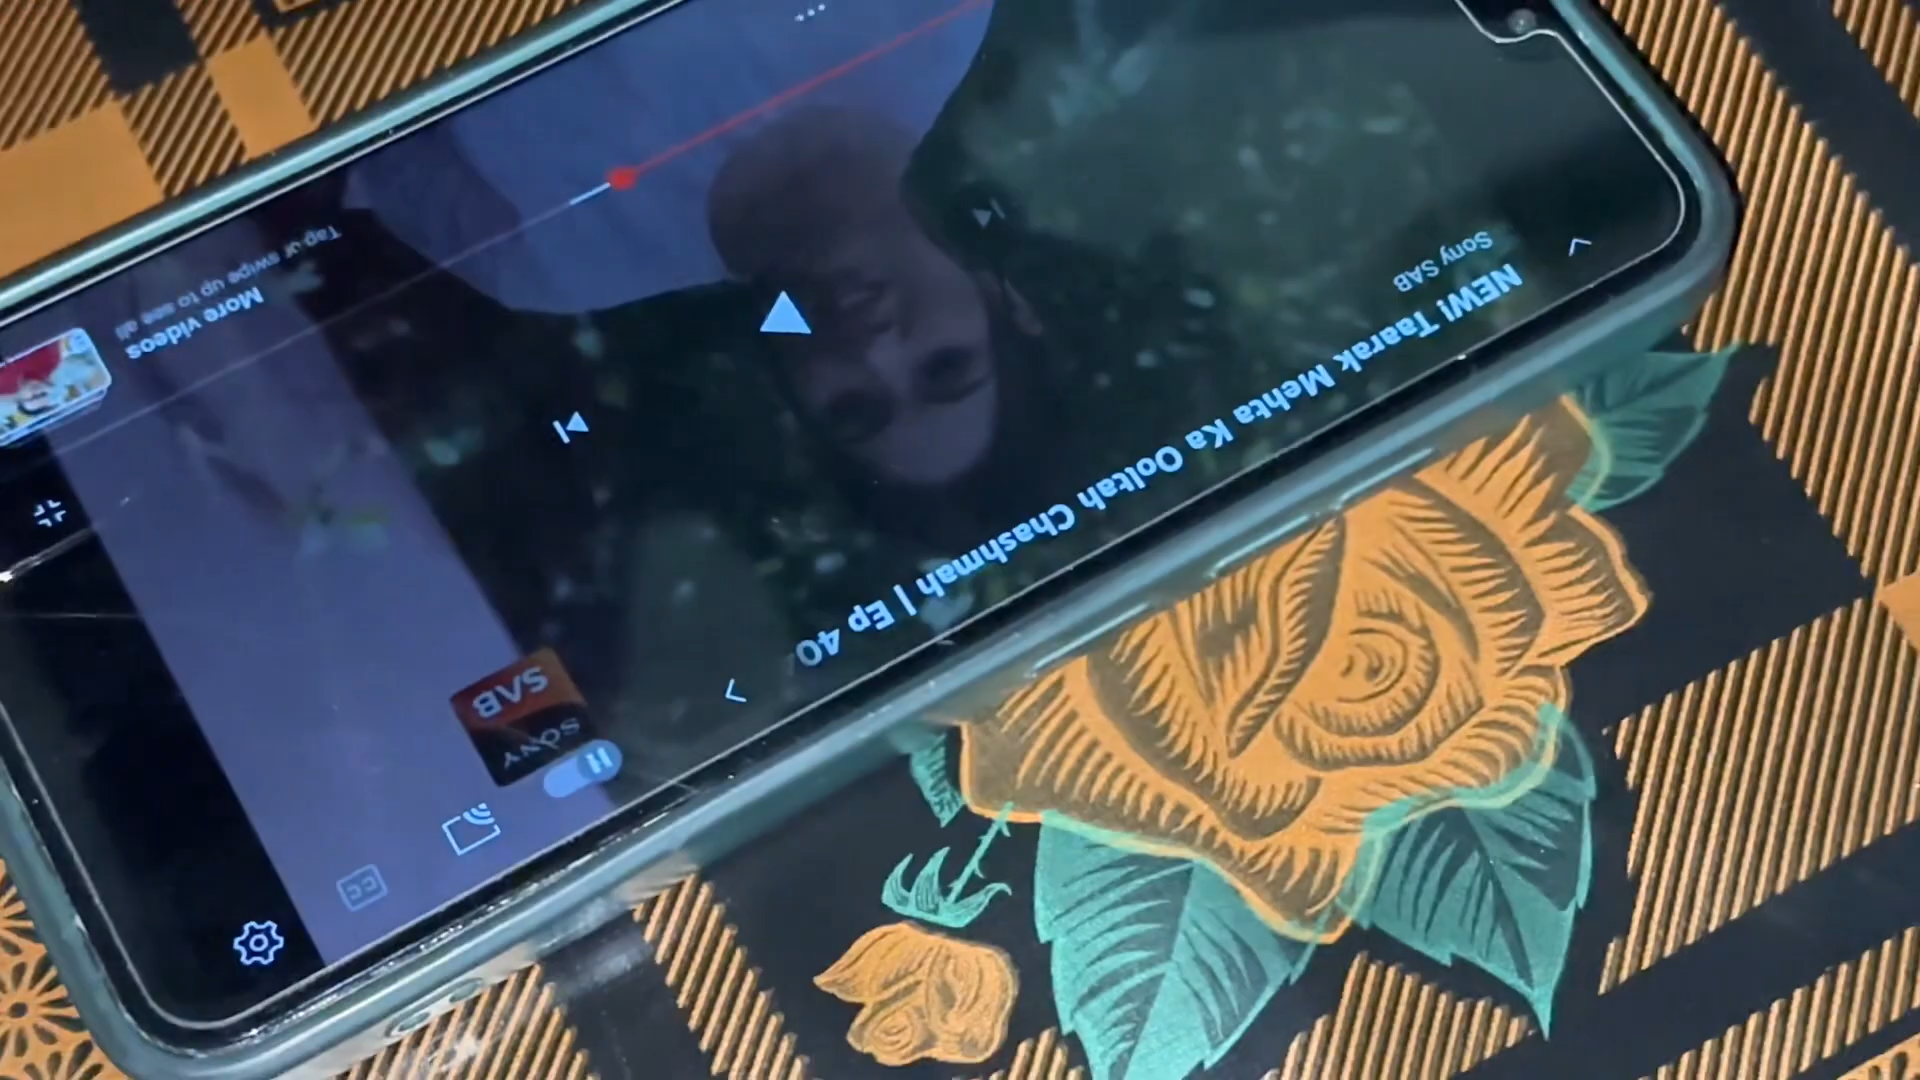 NEW! Taarak Mehta Ka Ooltah Chashmah | Ep 40
Sony SAB
CC
SONY
SAB
More videos
Tap or swipe up to see all